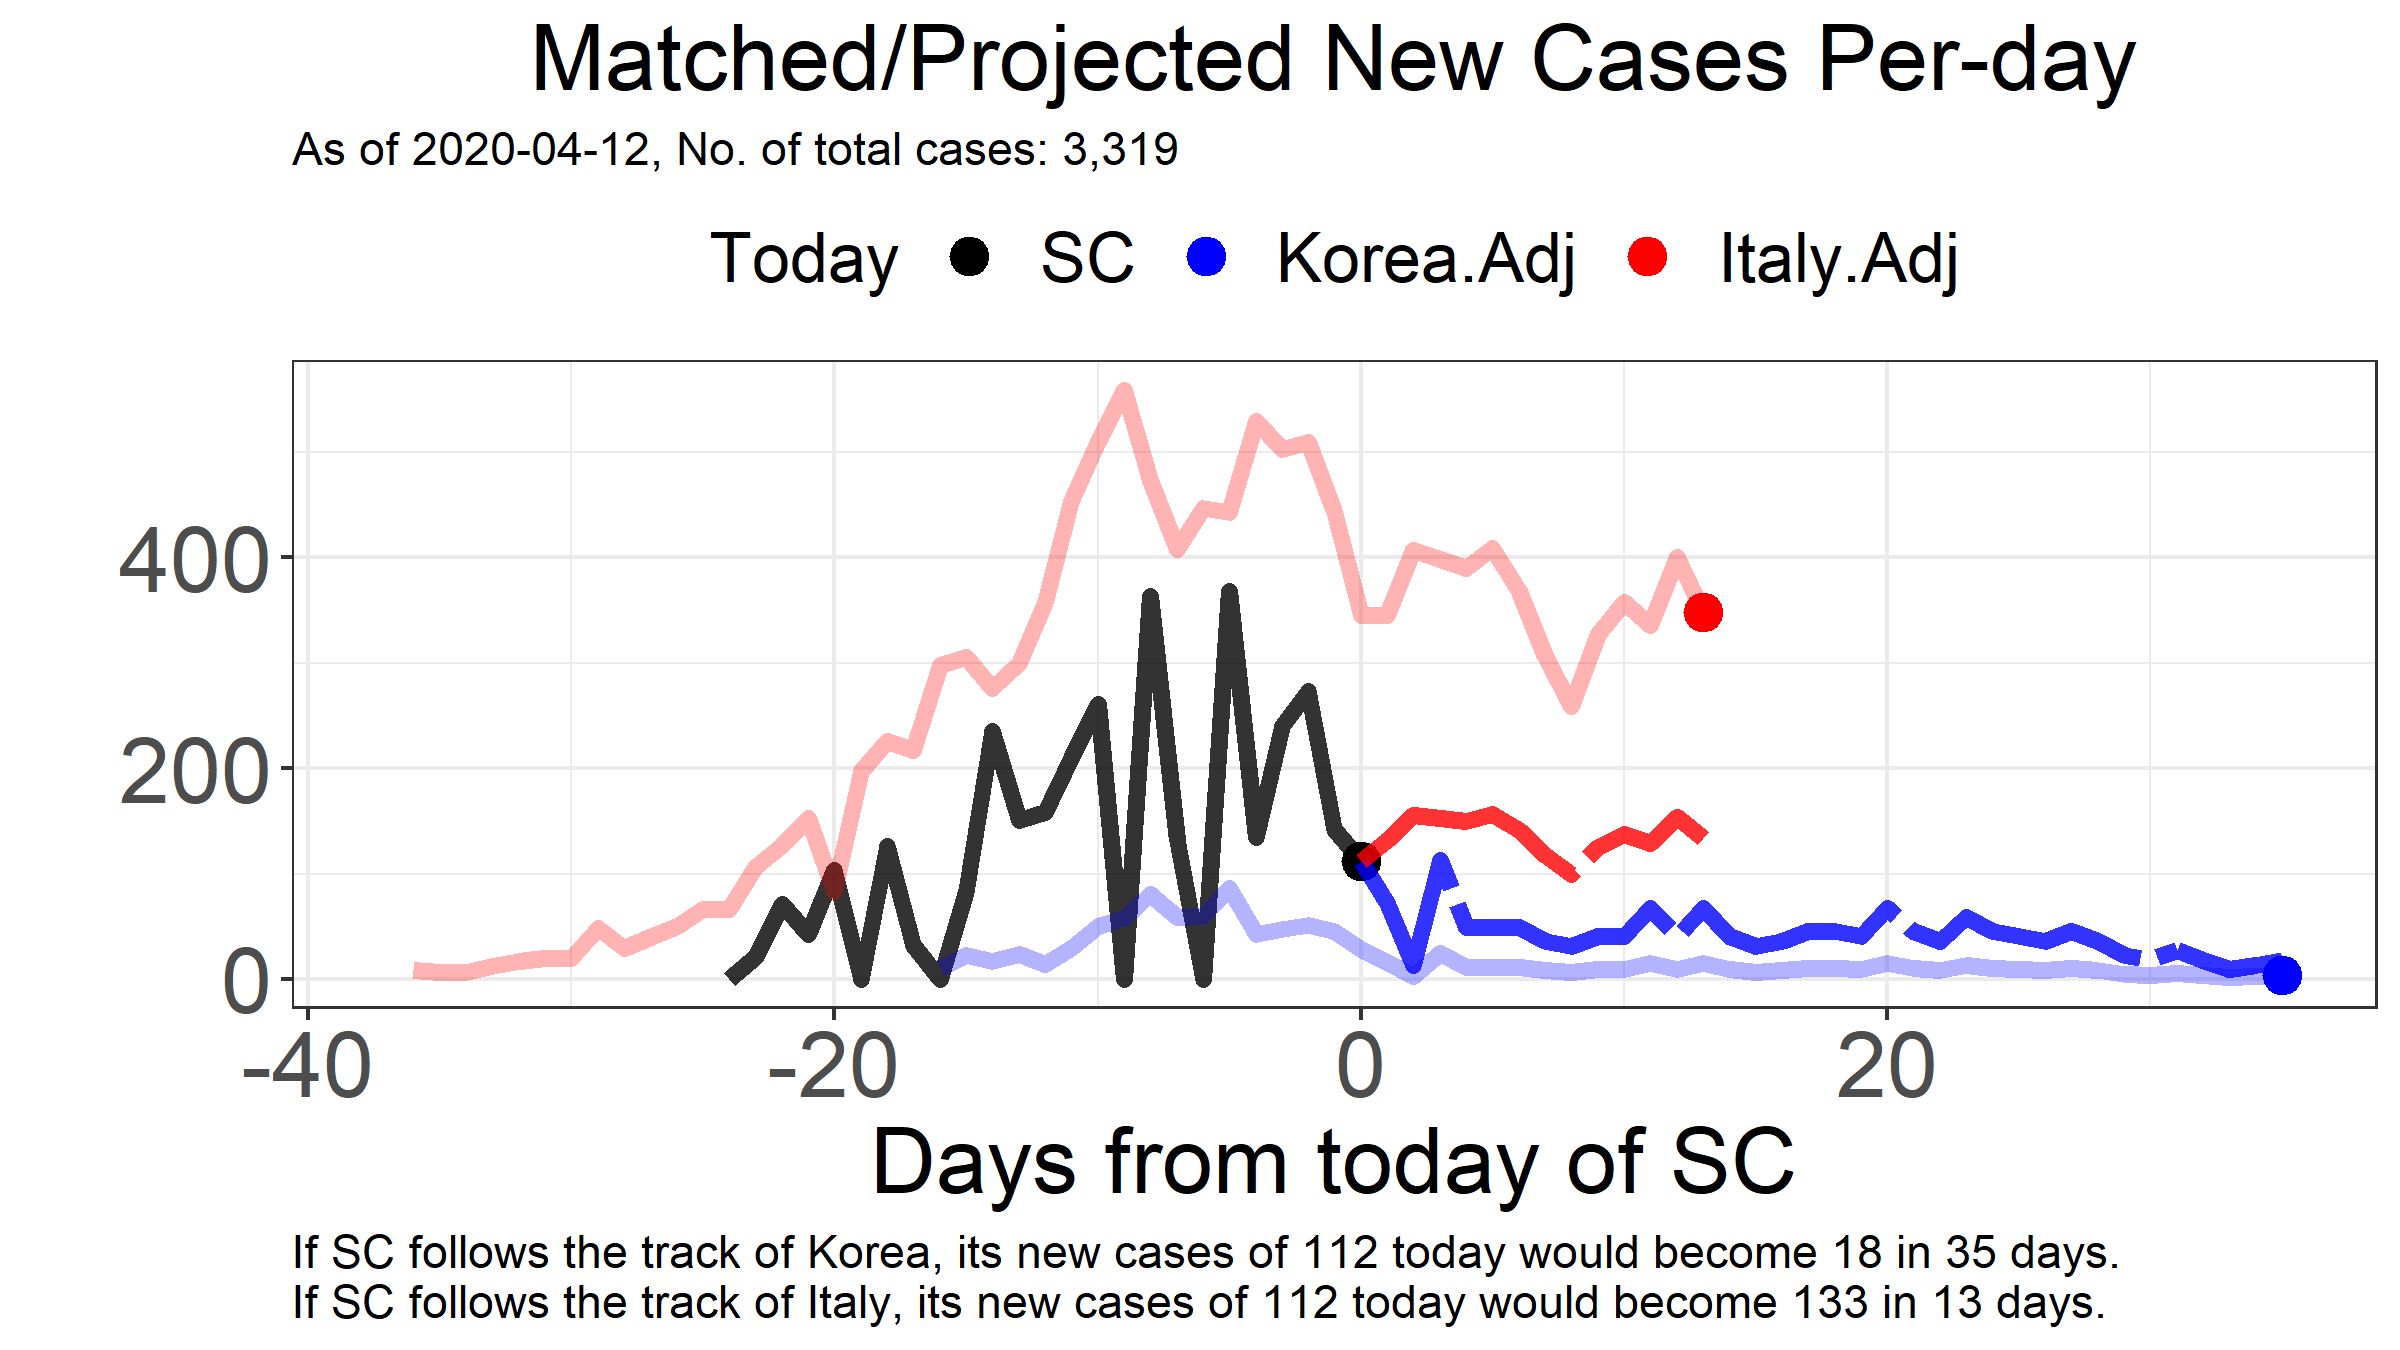 Matched/Projected New Cases Per-day
As of 2020-04-12, No. of total cases: 3,319
Today SC Korea.Adj Italy.Adj
400
200
0
-40 -20 0 20
Days from today of SC
If SC follows the track of Korea, its new cases of 112 today would become 18 in 35 days.
If SC follows the track of Italy, its new cases of 112 today would become 133 in 13 days.